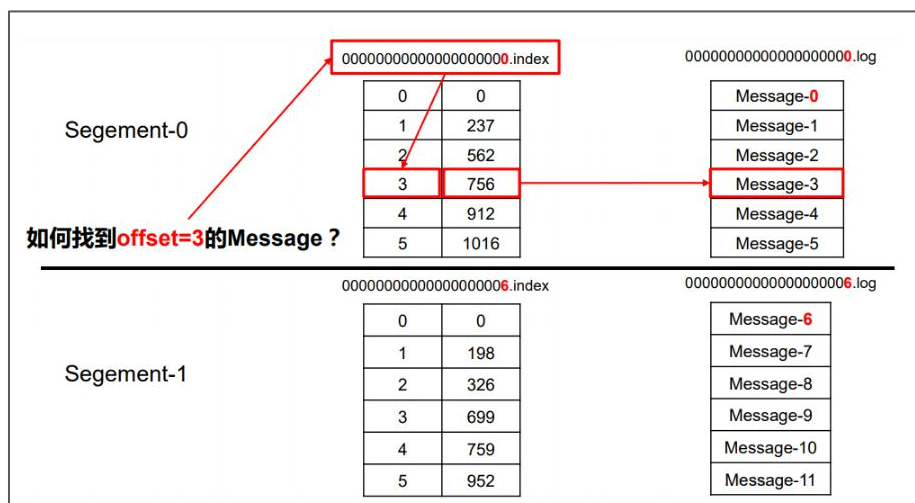 00000000000000000000.index
00000000000000000000.log
Segement-0
0 0
1 237
2 562
3 756
4 912
5 1016
Message-0
Message-1
Message-2
Message-3
Message-4
Message-5
如何找到offset=3的Message？
00000000000000000006.index
00000000000000000006.log
Segement-1
0 0
1 198
2 326
3 699
4 759
5 952
Message-6
Message-7
Message-8
Message-9
Message-10
Message-11